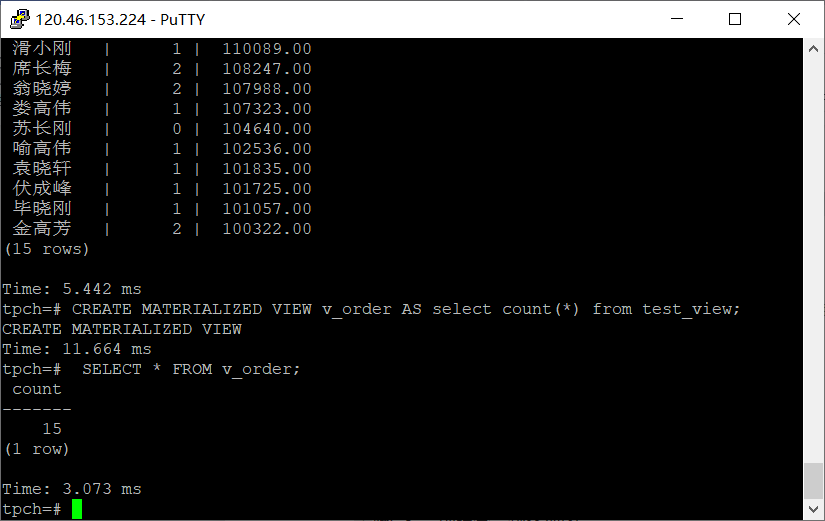 120.46.153.224 - PuTTY
滑小刚 | 1 | 110089.00
席长梅 | 2 | 108247.00
翁晓婷 | 2 | 107988.00
娄高伟 | 1 | 107323.00
苏长刚 | 0 | 104640.00
喻高伟 | 1 | 102536.00
袁晓轩 | 1 | 101835.00
伏成峰 | 1 | 101725.00
毕晓刚 | 1 | 101057.00
金高芳 | 2 | 100322.00
(15 rows)
Time: 5.442 ms
tpch=# CREATE MATERIALIZED VIEW v_order AS select count(*) from test_view;
CREATE MATERIALIZED VIEW
Time: 11.664 ms
tpch=#  SELECT * FROM v_order;
count
-------
15
(1 row)
Time: 3.073 ms
tpch=#